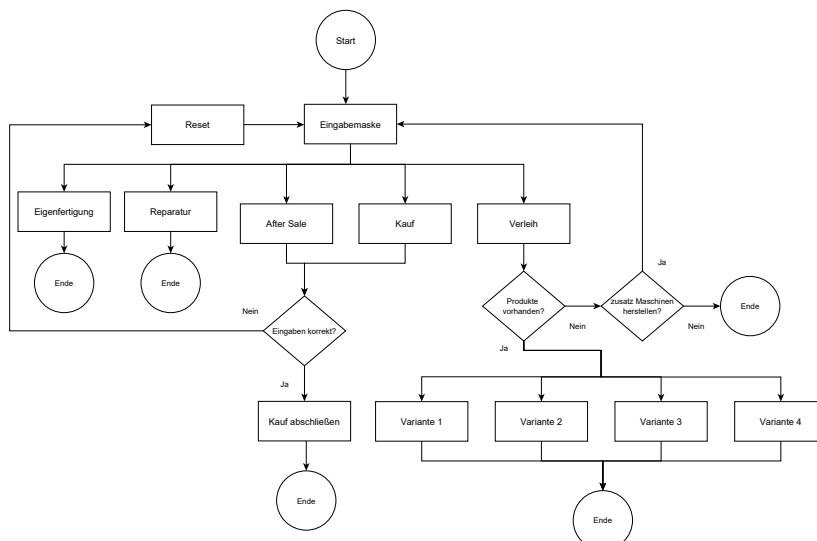 Start
Reset
Eingabemaske
Eigenfertigung
Reparatur
After Sale
Kauf
Verleih
Ja
Ende
Ende
Nein
Eingaben korrekt?
Produkte
vorhanden?
Nein
zusatz Maschinen
herstellen?
Nein
Ende
Ja
Ja
Kauf abschließen
Variante 1
Variante 2
Variante 3
Variante 4
Ende
Ende